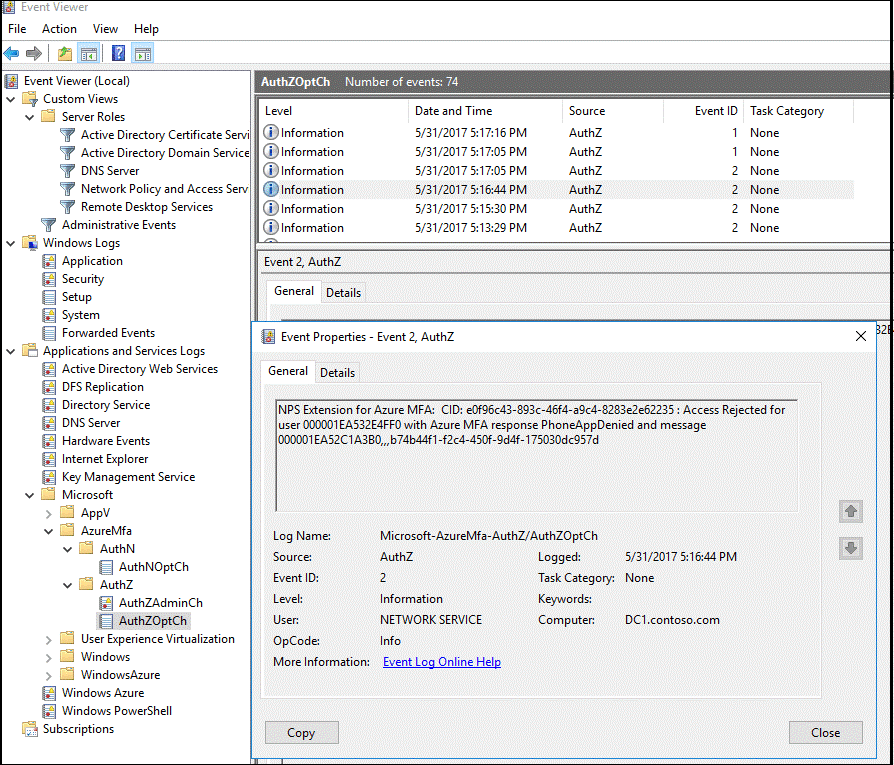 Event Viewer
File Action View Help
Event Viewer (Local)
Custom Views
Server Roles
Active Directory Certificate Servi
Active Directory Domain Service
DNS Server
Network Policy and Access Serv
Remote Desktop Services
Administrative Events
Windows Logs
Application
Security
Setup
System
Forwarded Events
Applications and Services Logs
Active Directory Web Services
DFS Replication
Directory Service
DNS Server
Hardware Events
Internet Explorer
Key Management Service
Microsoft
AppV
AzureMfa
AuthN
AuthNOptCh
AuthZ
AuthZAdminCh
AuthZOptCh
User Experience Virtualization
Windows
WindowsAzure
Windows Azure
Windows PowerShell
Subscriptions
AuthZOptCh Number of events: 74
Level Date and Time Source Event ID Task Category
Information 5/31/2017 5:17:16 PM AuthZ 1 None
Information 5/31/2017 5:17:05 PM AuthZ 1 None
Information 5/31/2017 5:17:05 PM AuthZ 2 None
Information 5/31/2017 5:16:44 PM AuthZ 2 None
Information 5/31/2017 5:15:30 PM AuthZ 2 None
Information 5/31/2017 5:13:29 PM AuthZ 2 None
Event 2, AuthZ
General Details
Event Properties - Event 2, AuthZ
General Details
NPS Extension for Azure MFA: CID: e0f96c43-893c-46f4-a9c4-8283e2e62235 : Access Rejected for
user 000001EA532E4FF0 with Azure MFA response PhoneAppDenied and message
000001EA52C1A3B0,,,b74b44f1-f2c4-450f-9d4f-175030dc957d
Log Name: Microsoft-AzureMfa-AuthZ/AuthZOptCh
Source: AuthZ Logged: 5/31/2017 5:16:44 PM
Event ID: 2 Task Category: None
Level: Information Keywords:
User: NETWORK SERVICE Computer: DC1.contoso.com
OpCode: Info
More Information: Event Log Online Help
Copy Close